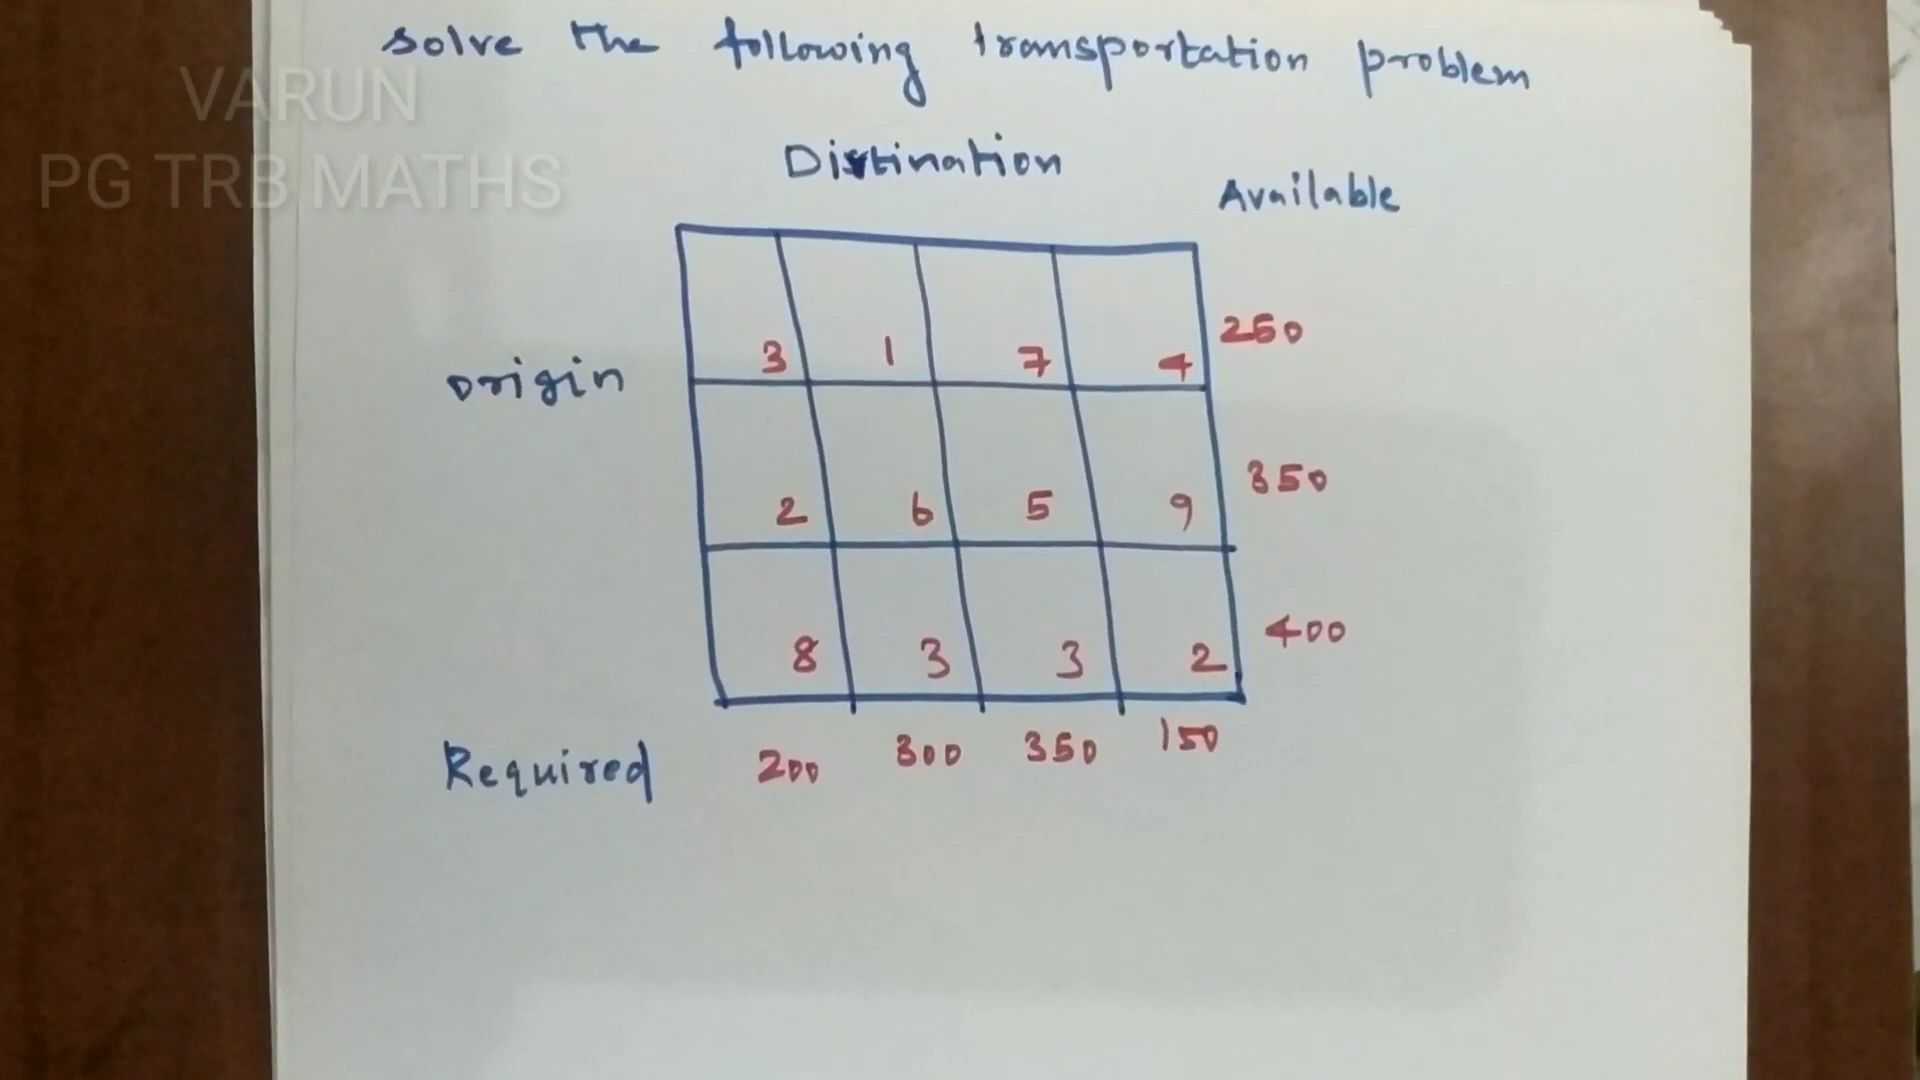 solve the following transportation problem
VARUN
PG TRB MATHS
Distination
Available
3 1 7 4 250
origin
2 6 5 9 350
8 3 3 2 400
Required 200 300 350 150